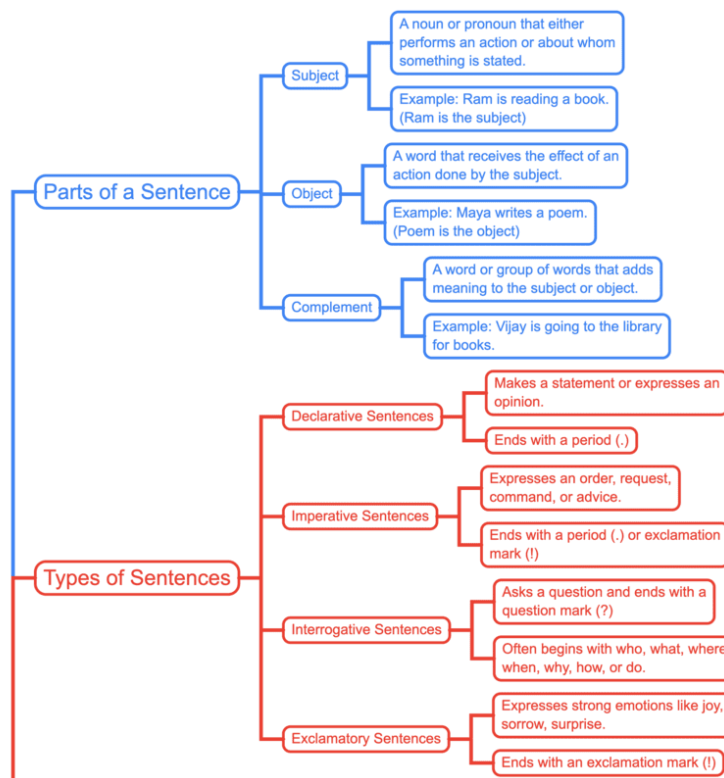 Parts of a Sentence
Subject
A noun or pronoun that either
performs an action or about whom
something is stated.
Example: Ram is reading a book.
(Ram is the subject)
Object
A word that receives the effect of an
action done by the subject.
Example: Maya writes a poem.
(Poem is the object)
Complement
A word or group of words that adds
meaning to the subject or object.
Example: Vijay is going to the library
for books.
Types of Sentences
Declarative Sentences
Makes a statement or expresses an
opinion.
Ends with a period (.)
Imperative Sentences
Expresses an order, request,
command, or advice.
Ends with a period (.) or exclamation
mark (!)
Interrogative Sentences
Asks a question and ends with a
question mark (?)
Often begins with who, what, where
when, why, how, or do.
Exclamatory Sentences
Expresses strong emotions like joy,
sorrow, surprise.
Ends with an exclamation mark (!)